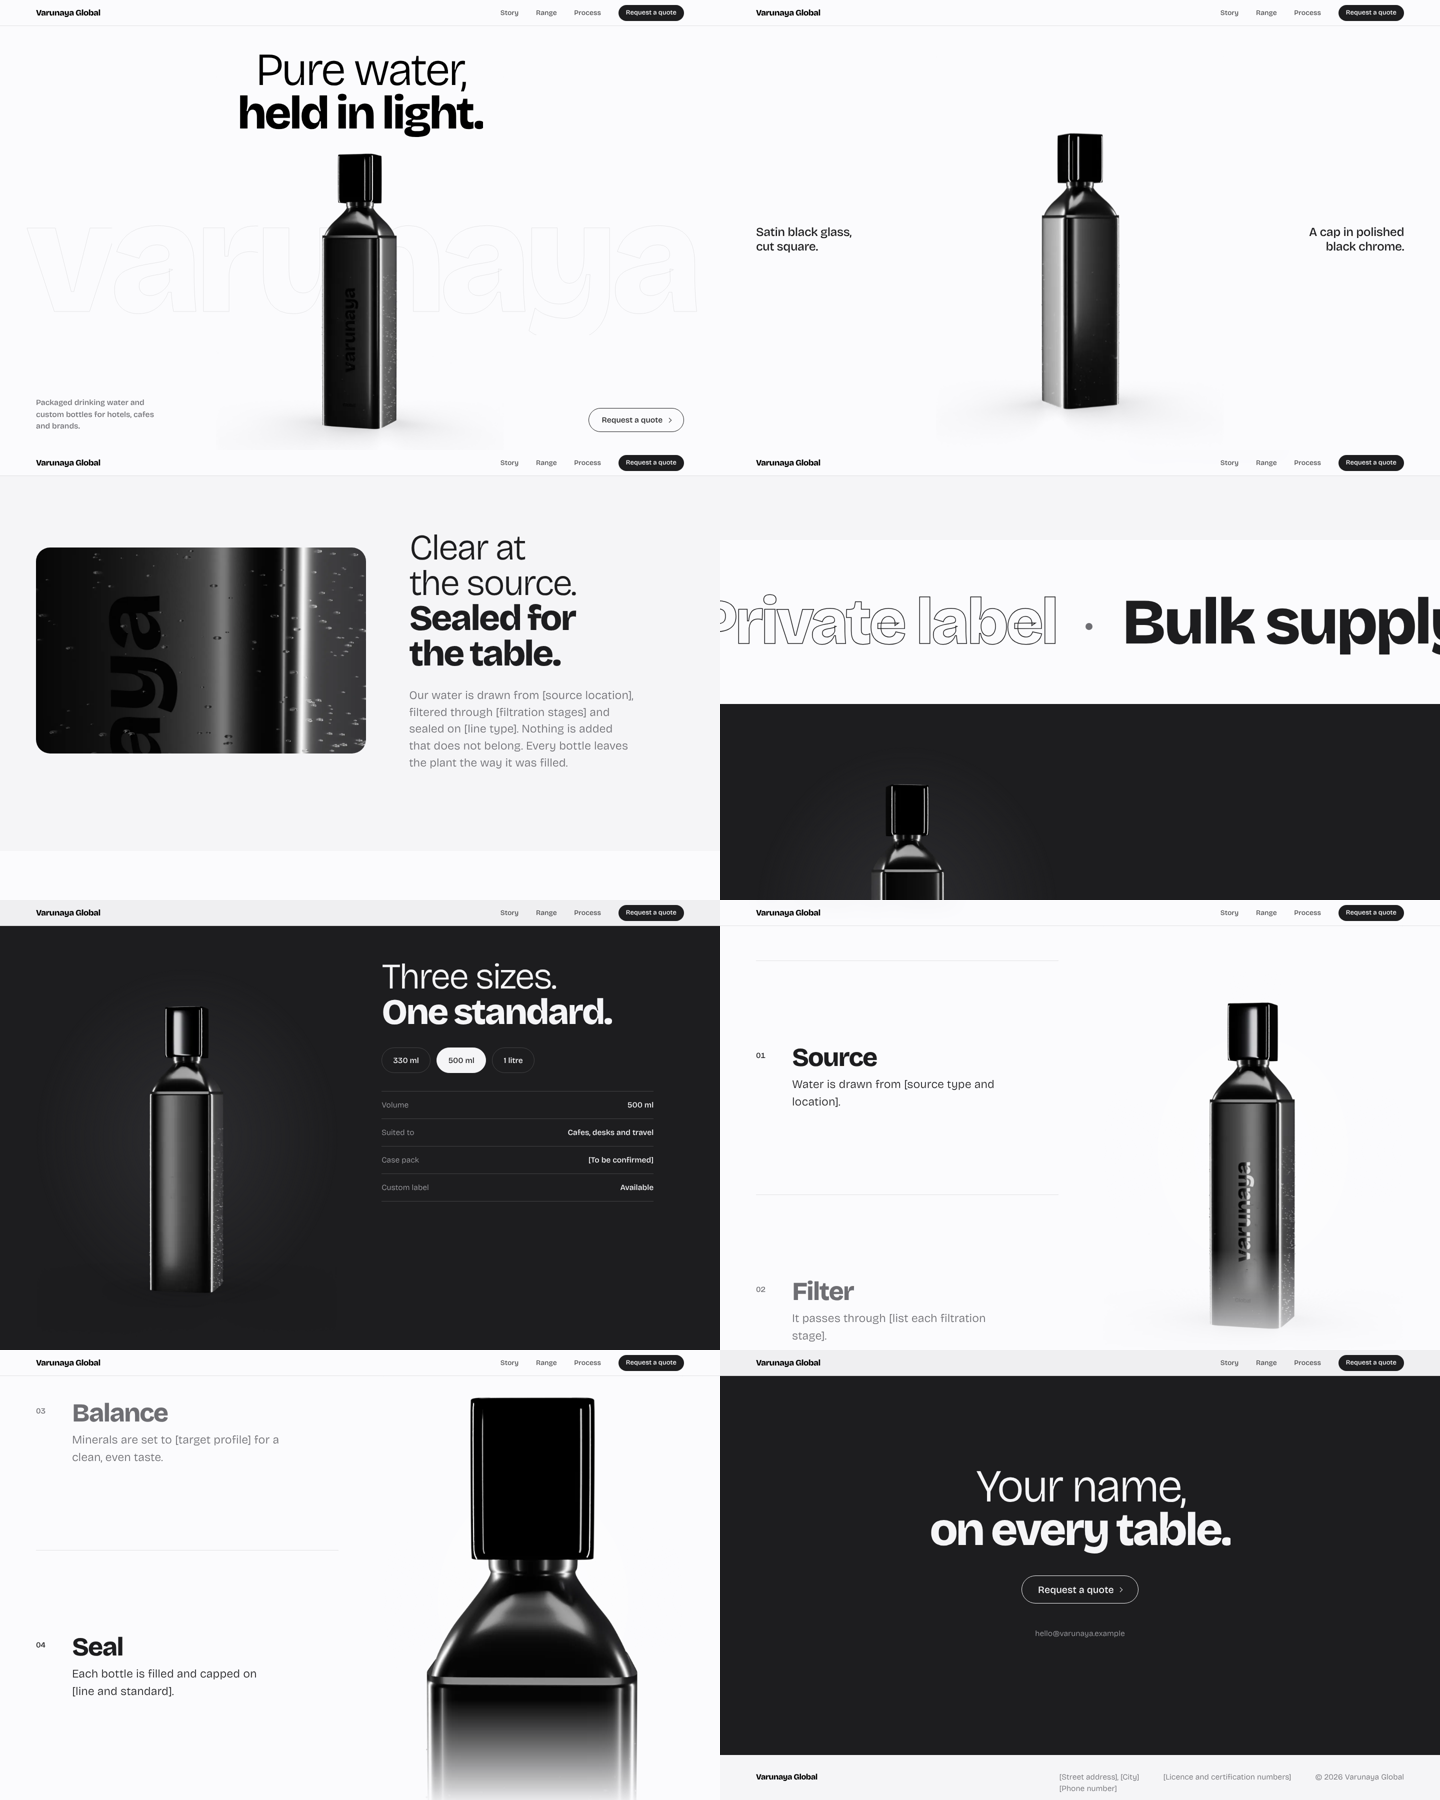 Varunaya Global
Story Range Process Request a quote
Pure water,
held in light.
varunaya
varunaya
Packaged drinking water and
custom bottles for hotels, cafes
and brands.
Request a quote
Varunaya Global
Story Range Process Request a quote
Satin black glass,
cut square.
A cap in polished
black chrome.
Varunaya Global
Story Range Process Request a quote
aya
Clear at
the source.
Sealed for
the table.
Our water is drawn from [source location],
filtered through [filtration stages] and
sealed on [line type]. Nothing is added
that does not belong. Every bottle leaves
the plant the way it was filled.
Varunaya Global
Story Range Process Request a quote
Private label • Bulk supply
Varunaya Global
Story Range Process Request a quote
Three sizes.
One standard.
330 ml 500 ml 1 litre
Volume 500 ml
Suited to Cafes, desks and travel
Case pack [To be confirmed]
Custom label Available
Varunaya Global
Story Range Process Request a quote
01 Source
Water is drawn from [source type and
location].
02 Filter
It passes through [list each filtration
stage].
varunaya
Varunaya Global
Story Range Process Request a quote
03 Balance
Minerals are set to [target profile] for a
clean, even taste.
04 Seal
Each bottle is filled and capped on
[line and standard].
Varunaya Global
Story Range Process Request a quote
Your name,
on every table.
Request a quote
hello@varunaya.example
Varunaya Global
[Street address], [City]
[Phone number]
[Licence and certification numbers]
© 2026 Varunaya Global